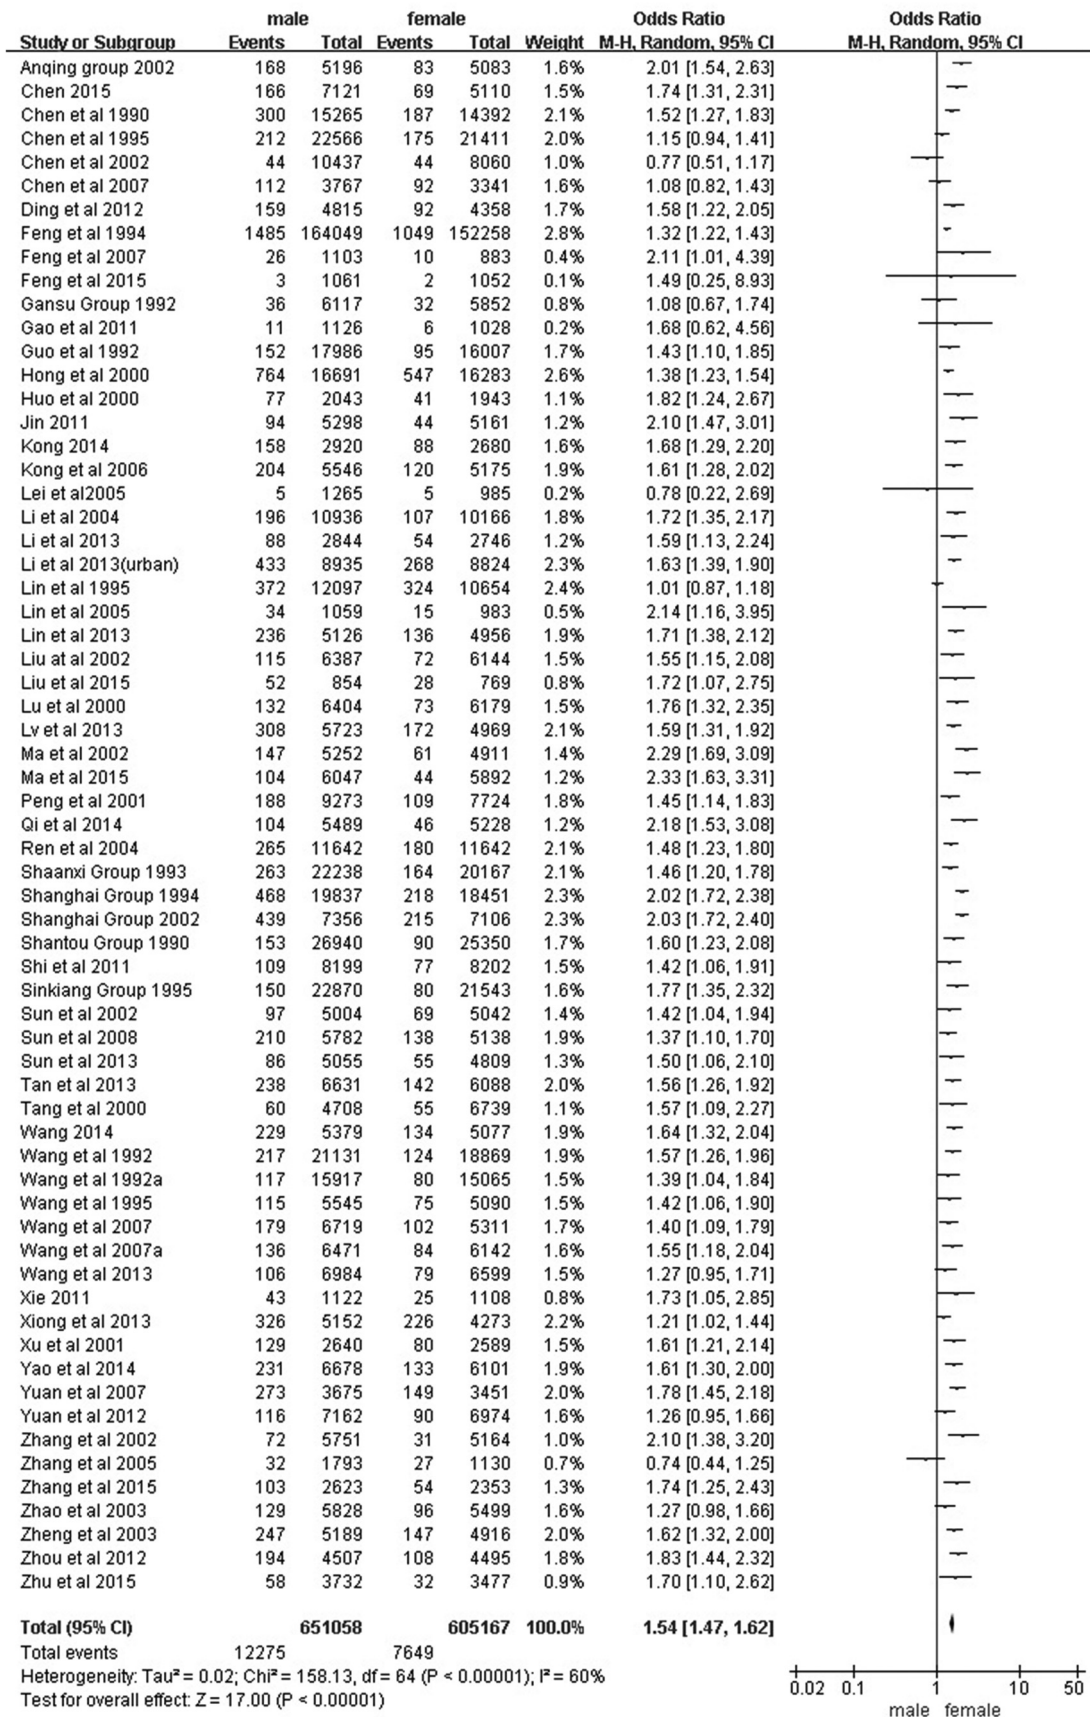 male female Odds Ratio Odds Ratio
Study or Subgroup Events Total Events Total Weight M-H, Random, 95% CI M-H, Random, 95% CI
Anqing group 2002 168 5196 83 5083 1.6% 2.01 [1.54, 2.63]
Chen 2015 166 7121 69 5110 1.5% 1.74 [1.31, 2.31]
Chen et al 1990 300 15265 187 14392 2.1% 1.52 [1.27, 1.83]
Chen et al 1995 212 22566 175 21411 2.0% 1.15 [0.94, 1.41]
Chen et al 2002 44 10437 44 8060 1.0% 0.77 [0.51, 1.17]
Chen et al 2007 112 3767 92 3341 1.6% 1.08 [0.82, 1.43]
Ding et al 2012 159 4815 92 4358 1.7% 1.58 [1.22, 2.05]
Feng et al 1994 1485 164049 1049 152258 2.8% 1.32 [1.22, 1.43]
Feng et al 2007 26 1103 10 883 0.4% 2.11 [1.01, 4.39]
Feng et al 2015 3 1061 2 1052 0.1% 1.49 [0.25, 8.93]
Gansu Group 1992 36 6117 32 5852 0.8% 1.08 [0.67, 1.74]
Gao et al 2011 11 1126 6 1028 0.2% 1.68 [0.62, 4.56]
Guo et al 1992 152 17986 95 16007 1.7% 1.43 [1.10, 1.85]
Hong et al 2000 764 16691 547 16283 2.6% 1.38 [1.23, 1.54]
Huo et al 2000 77 2043 41 1943 1.1% 1.82 [1.24, 2.67]
Jin 2011 94 5298 44 5161 1.2% 2.10 [1.47, 3.01]
Kong 2014 158 2920 88 2680 1.6% 1.68 [1.29, 2.20]
Kong et al 2006 204 5546 120 5175 1.9% 1.61 [1.28, 2.02]
Lei et al2005 5 1265 5 985 0.2% 0.78 [0.22, 2.69]
Li et al 2004 196 10936 107 10166 1.8% 1.72 [1.35, 2.17]
Li et al 2013 88 2844 54 2746 1.2% 1.59 [1.13, 2.24]
Li et al 2013(urban) 433 8935 268 8824 2.3% 1.63 [1.39, 1.90]
Lin et al 1995 372 12097 324 10654 2.4% 1.01 [0.87, 1.18]
Lin et al 2005 34 1059 15 983 0.5% 2.14 [1.16, 3.95]
Lin et al 2013 236 5126 136 4956 1.9% 1.71 [1.38, 2.12]
Liu at al 2002 115 6387 72 6144 1.5% 1.55 [1.15, 2.08]
Liu et al 2015 52 854 28 769 0.8% 1.72 [1.07, 2.75]
Lu et al 2000 132 6404 73 6179 1.5% 1.76 [1.32, 2.35]
Lv et al 2013 308 5723 172 4969 2.1% 1.59 [1.31, 1.92]
Ma et al 2002 147 5252 61 4911 1.4% 2.29 [1.69, 3.09]
Ma et al 2015 104 6047 44 5892 1.2% 2.33 [1.63, 3.31]
Peng et al 2001 188 9273 109 7724 1.8% 1.45 [1.14, 1.83]
Qi et al 2014 104 5489 46 5228 1.2% 2.18 [1.53, 3.08]
Ren et al 2004 265 11642 180 11642 2.1% 1.48 [1.23, 1.80]
Shaanxi Group 1993 263 22238 164 20167 2.1% 1.46 [1.20, 1.78]
Shanghai Group 1994 468 19837 218 18451 2.3% 2.02 [1.72, 2.38]
Shanghai Group 2002 439 7356 215 7106 2.3% 2.03 [1.72, 2.40]
Shantou Group 1990 153 26940 90 25350 1.7% 1.60 [1.23, 2.08]
Shi et al 2011 109 8199 77 8202 1.5% 1.42 [1.06, 1.91]
Sinkiang Group 1995 150 22870 80 21543 1.6% 1.77 [1.35, 2.32]
Sun et al 2002 97 5004 69 5042 1.4% 1.42 [1.04, 1.94]
Sun et al 2008 210 5782 138 5138 1.9% 1.37 [1.10, 1.70]
Sun et al 2013 86 5055 55 4809 1.3% 1.50 [1.06, 2.10]
Tan et al 2013 238 6631 142 6088 2.0% 1.56 [1.26, 1.92]
Tang et al 2000 60 4708 55 6739 1.1% 1.57 [1.09, 2.27]
Wang 2014 229 5379 134 5077 1.9% 1.64 [1.32, 2.04]
Wang et al 1992 217 21131 124 18869 1.9% 1.57 [1.26, 1.96]
Wang et al 1992a 117 15917 80 15065 1.5% 1.39 [1.04, 1.84]
Wang et al 1995 115 5545 75 5090 1.5% 1.42 [1.06, 1.90]
Wang et al 2007 179 6719 102 5311 1.7% 1.40 [1.09, 1.79]
Wang et al 2007a 136 6471 84 6142 1.6% 1.55 [1.18, 2.04]
Wang et al 2013 106 6984 79 6599 1.5% 1.27 [0.95, 1.71]
Xie 2011 43 1122 25 1108 0.8% 1.73 [1.05, 2.85]
Xiong et al 2013 326 5152 226 4273 2.2% 1.21 [1.02, 1.44]
Xu et al 2001 129 2640 80 2589 1.5% 1.61 [1.21, 2.14]
Yao et al 2014 231 6678 133 6101 1.9% 1.61 [1.30, 2.00]
Yuan et al 2007 273 3675 149 3451 2.0% 1.78 [1.45, 2.18]
Yuan et al 2012 116 7162 90 6974 1.6% 1.26 [0.95, 1.66]
Zhang et al 2002 72 5751 31 5164 1.0% 2.10 [1.38, 3.20]
Zhang et al 2005 32 1793 27 1130 0.7% 0.74 [0.44, 1.25]
Zhang et al 2015 103 2623 54 2353 1.3% 1.74 [1.25, 2.43]
Zhao et al 2003 129 5828 96 5499 1.6% 1.27 [0.98, 1.66]
Zheng et al 2003 247 5189 147 4916 2.0% 1.62 [1.32, 2.00]
Zhou et al 2012 194 4507 108 4495 1.8% 1.83 [1.44, 2.32]
Zhu et al 2015 58 3732 32 3477 0.9% 1.70 [1.10, 2.62]
Total (95% CI) 651058 605167 100.0% 1.54 [1.47, 1.62]
Total events 12275 7649
Heterogeneity: Tau² = 0.02; Chi² = 158.13, df = 64 (P < 0.00001); I² = 60%
Test for overall effect: Z = 17.00 (P < 0.00001)
0.02 0.1 1 10 50
male female